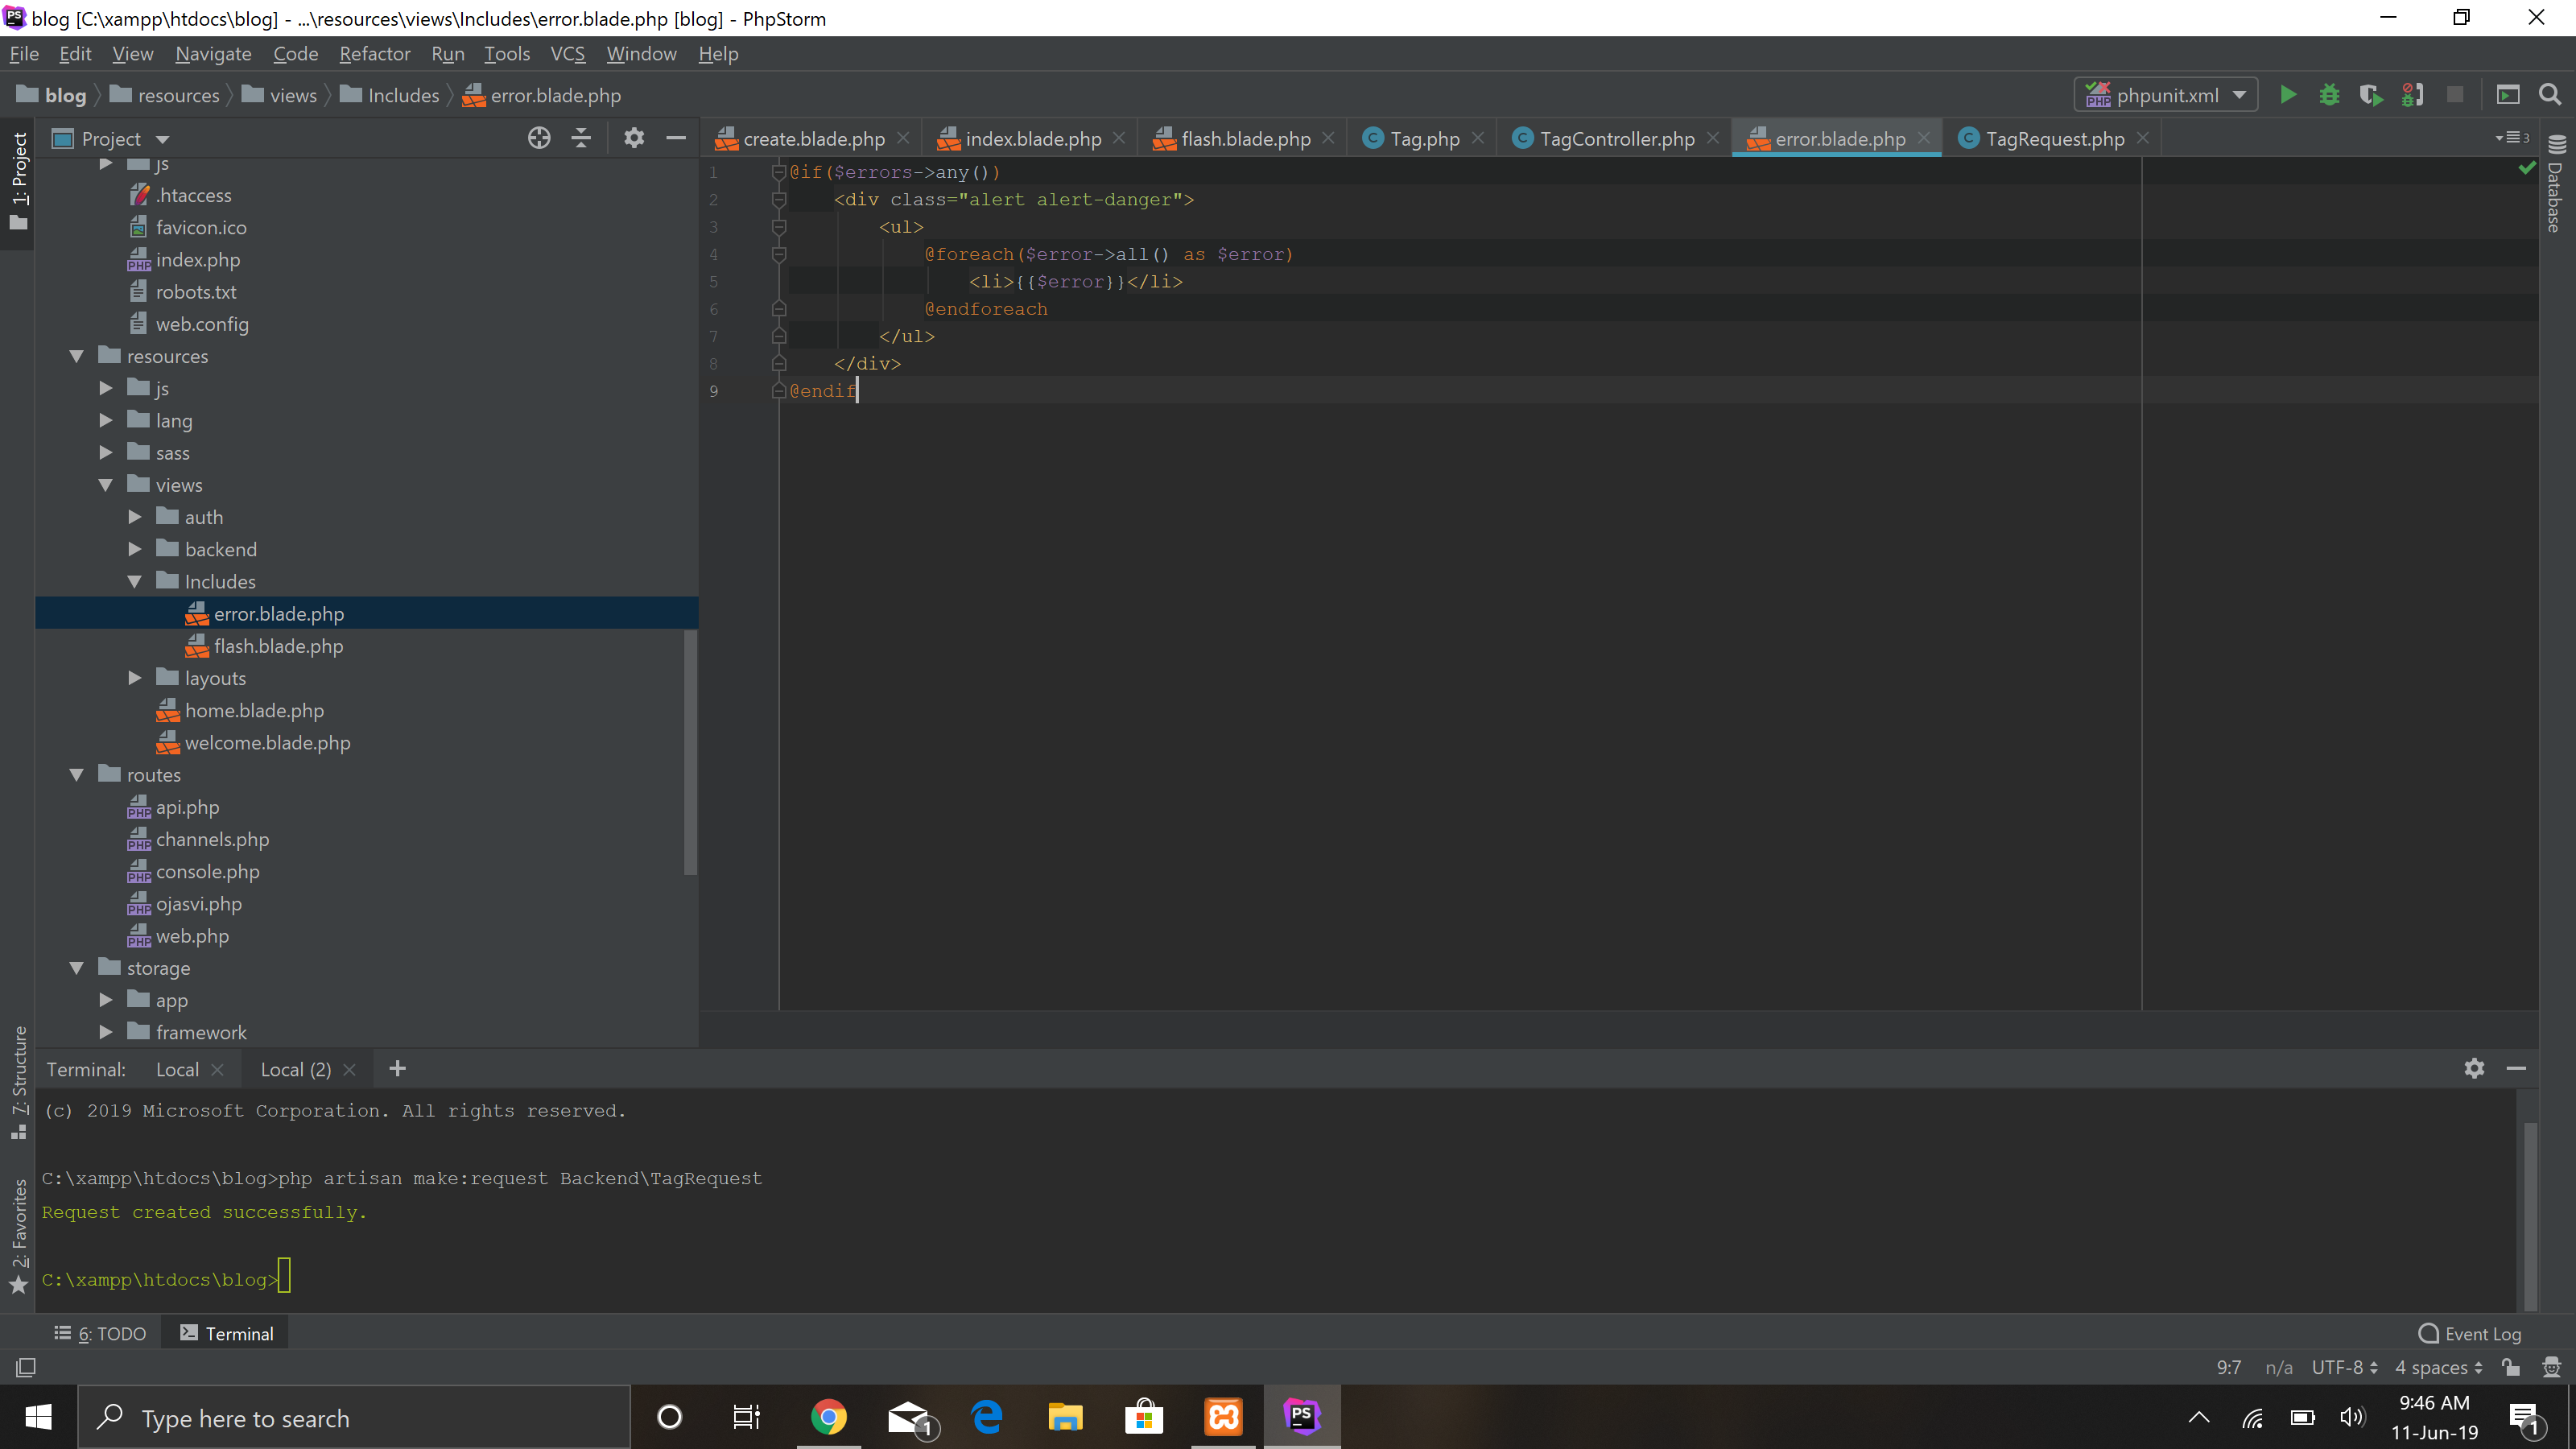 blog [C:\xampp\htdocs\blog] - ...\resources\views\Includes\error.blade.php [blog] - PhpStorm
File Edit View Navigate Code Refactor Run Tools VCS Window Help
blog resources views Includes error.blade.php phpunit.xml
Project
create.blade.php index.blade.php flash.blade.php Tag.php TagController.php error.blade.php TagRequest.php 3
1: Project
Database
js
.htaccess
favicon.ico
index.php
robots.txt
web.config
resources
js
lang
sass
views
auth
backend
Includes
error.blade.php
flash.blade.php
layouts
home.blade.php
welcome.blade.php
routes
api.php
channels.php
console.php
ojasvi.php
web.php
storage
app
framework
1 @if($errors->any())
2 <div class="alert alert-danger">
3 <ul>
4 @foreach($error->all() as $error)
5 <li>{{$error}}</li>
6 @endforeach
7 </ul>
8 </div>
9 @endif
7: Structure
2: Favorites
Terminal: Local Local (2)
(c) 2019 Microsoft Corporation. All rights reserved.
C:\xampp\htdocs\blog>php artisan make:request Backend\TagRequest
Request created successfully.
C:\xampp\htdocs\blog>
6: TODO Terminal Event Log
9:7 n/a UTF-8 4 spaces
Type here to search
1
PS
9:46 AM
11-Jun-19
1